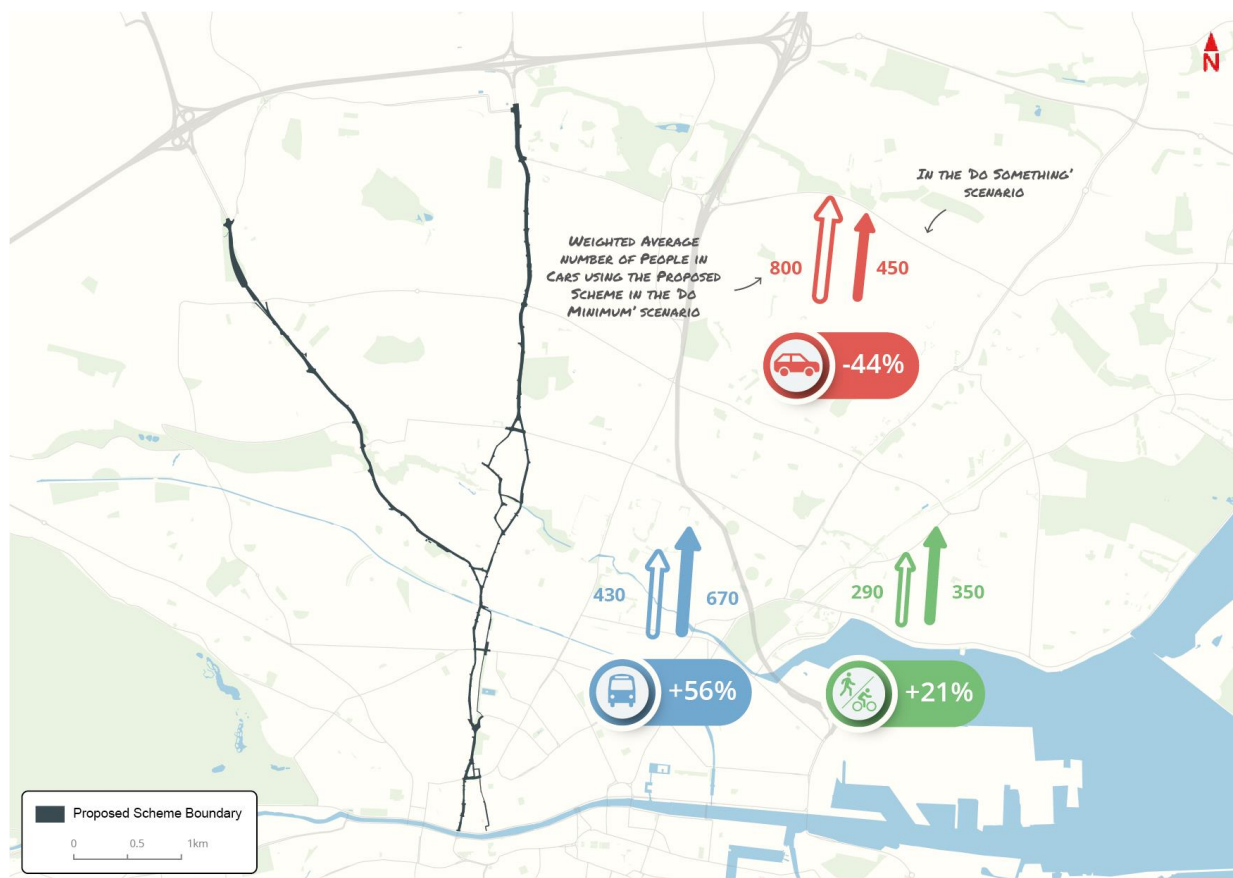 N
In the 'Do Something'
scenario
Weighted Average
number of People in
Cars using the Proposed
Scheme in the 'Do
Minimum' scenario
800
450
-44%
430
670
+56%
290
350
+21%
Proposed Scheme Boundary
0 0.5 1km